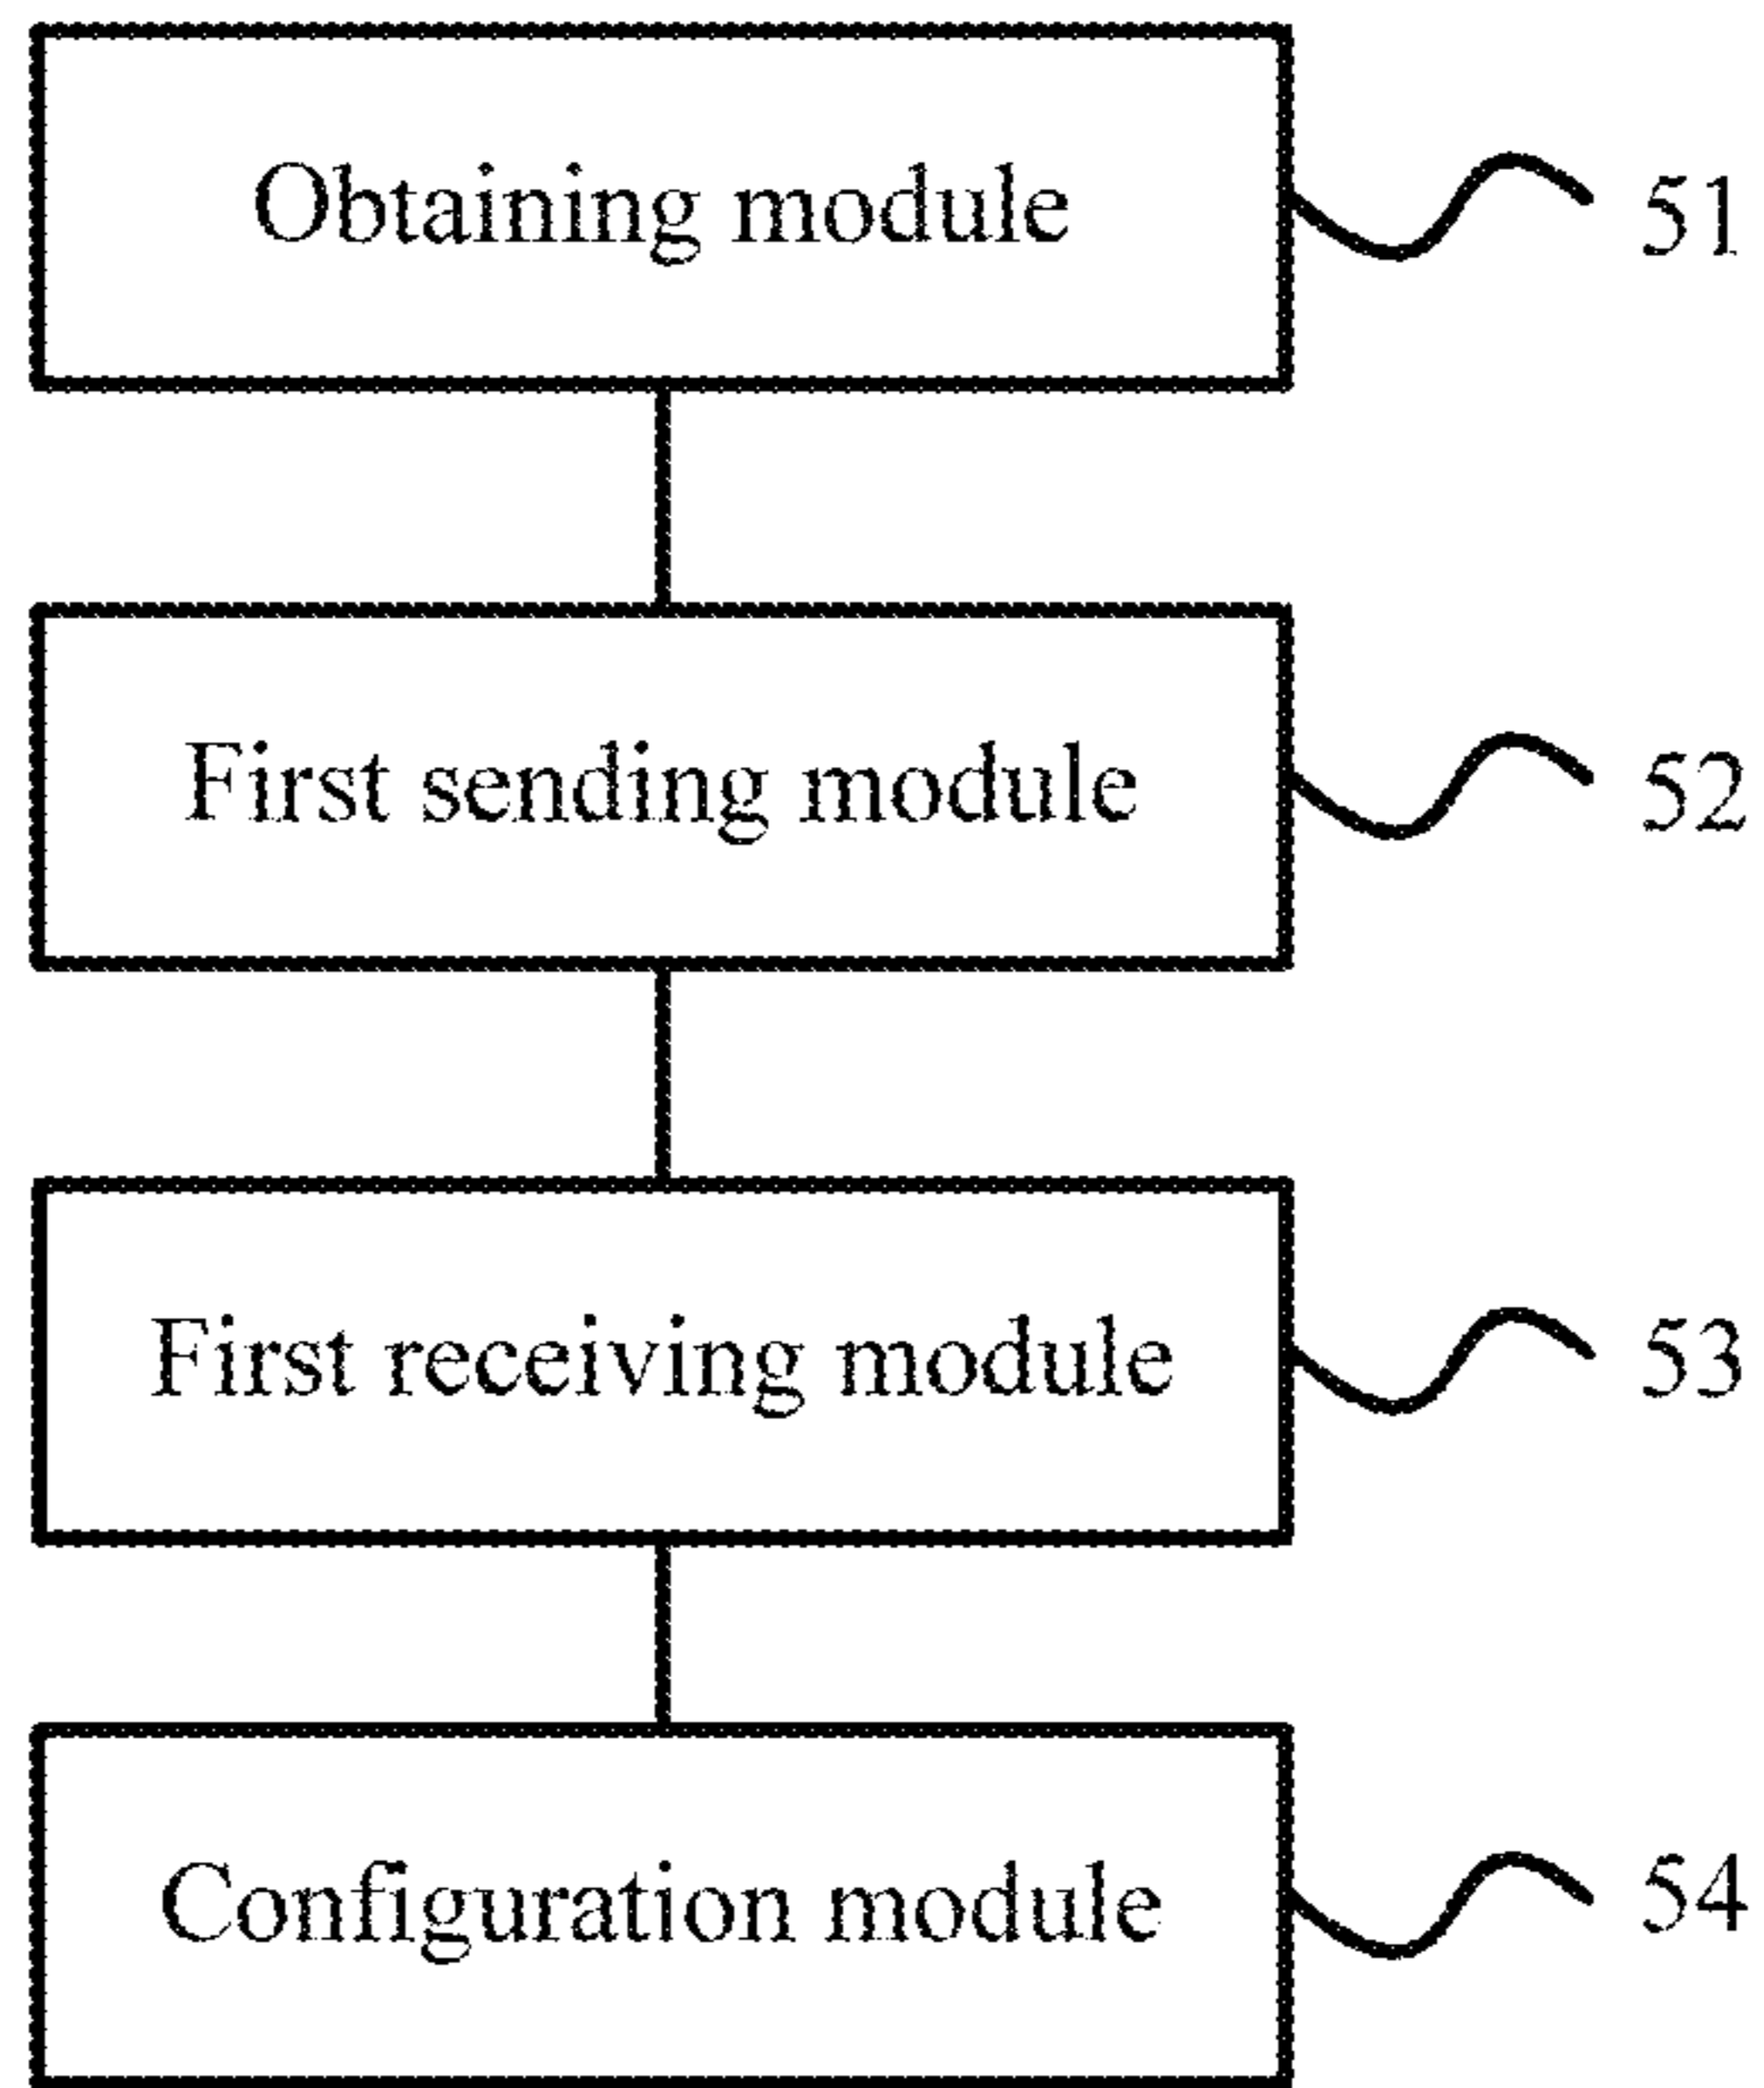 Obtaining module 51
First sending module 52
First receiving module 53
Configuration module 54